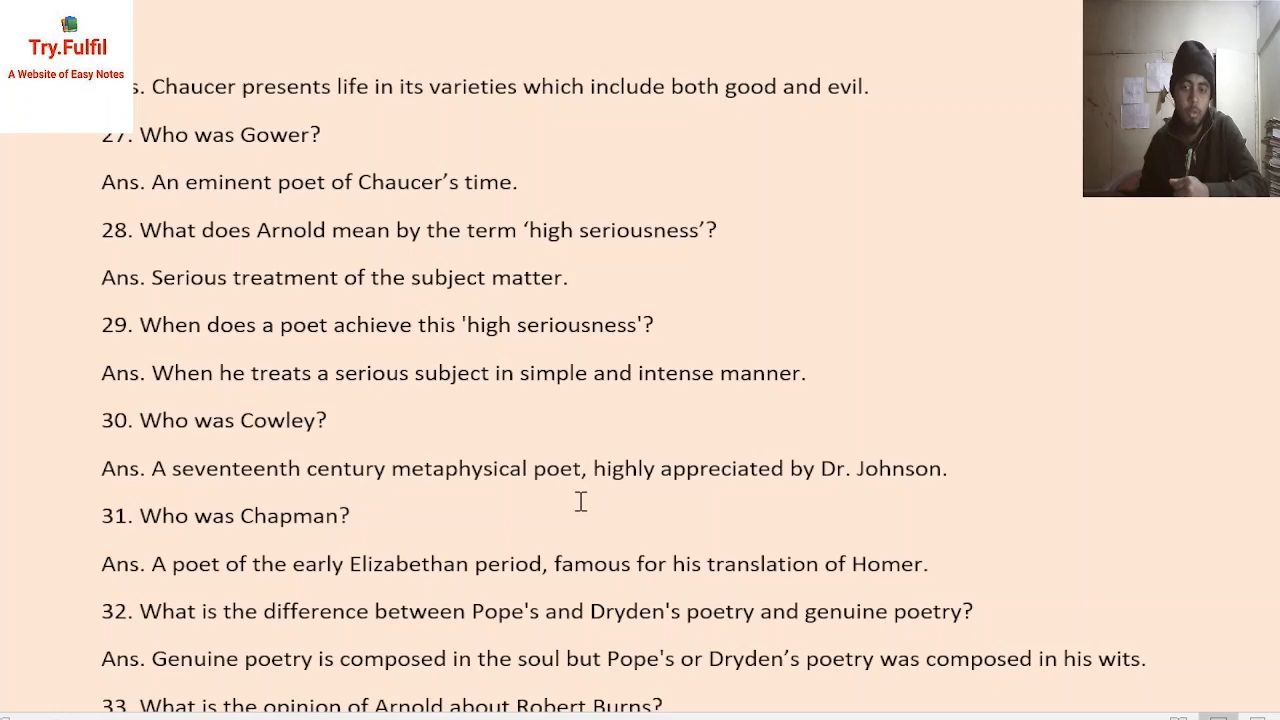 Try.Fulfil
A Website of Easy Notes
s. Chaucer presents life in its varieties which include both good and evil.
27. Who was Gower?
Ans. An eminent poet of Chaucer’s time.
28. What does Arnold mean by the term ‘high seriousness’?
Ans. Serious treatment of the subject matter.
29. When does a poet achieve this 'high seriousness'?
Ans. When he treats a serious subject in simple and intense manner.
30. Who was Cowley?
Ans. A seventeenth century metaphysical poet, highly appreciated by Dr. Johnson.
31. Who was Chapman?
Ans. A poet of the early Elizabethan period, famous for his translation of Homer.
32. What is the difference between Pope's and Dryden's poetry and genuine poetry?
Ans. Genuine poetry is composed in the soul but Pope's or Dryden’s poetry was composed in his wits.
33. What is the opinion of Arnold about Robert Burns?